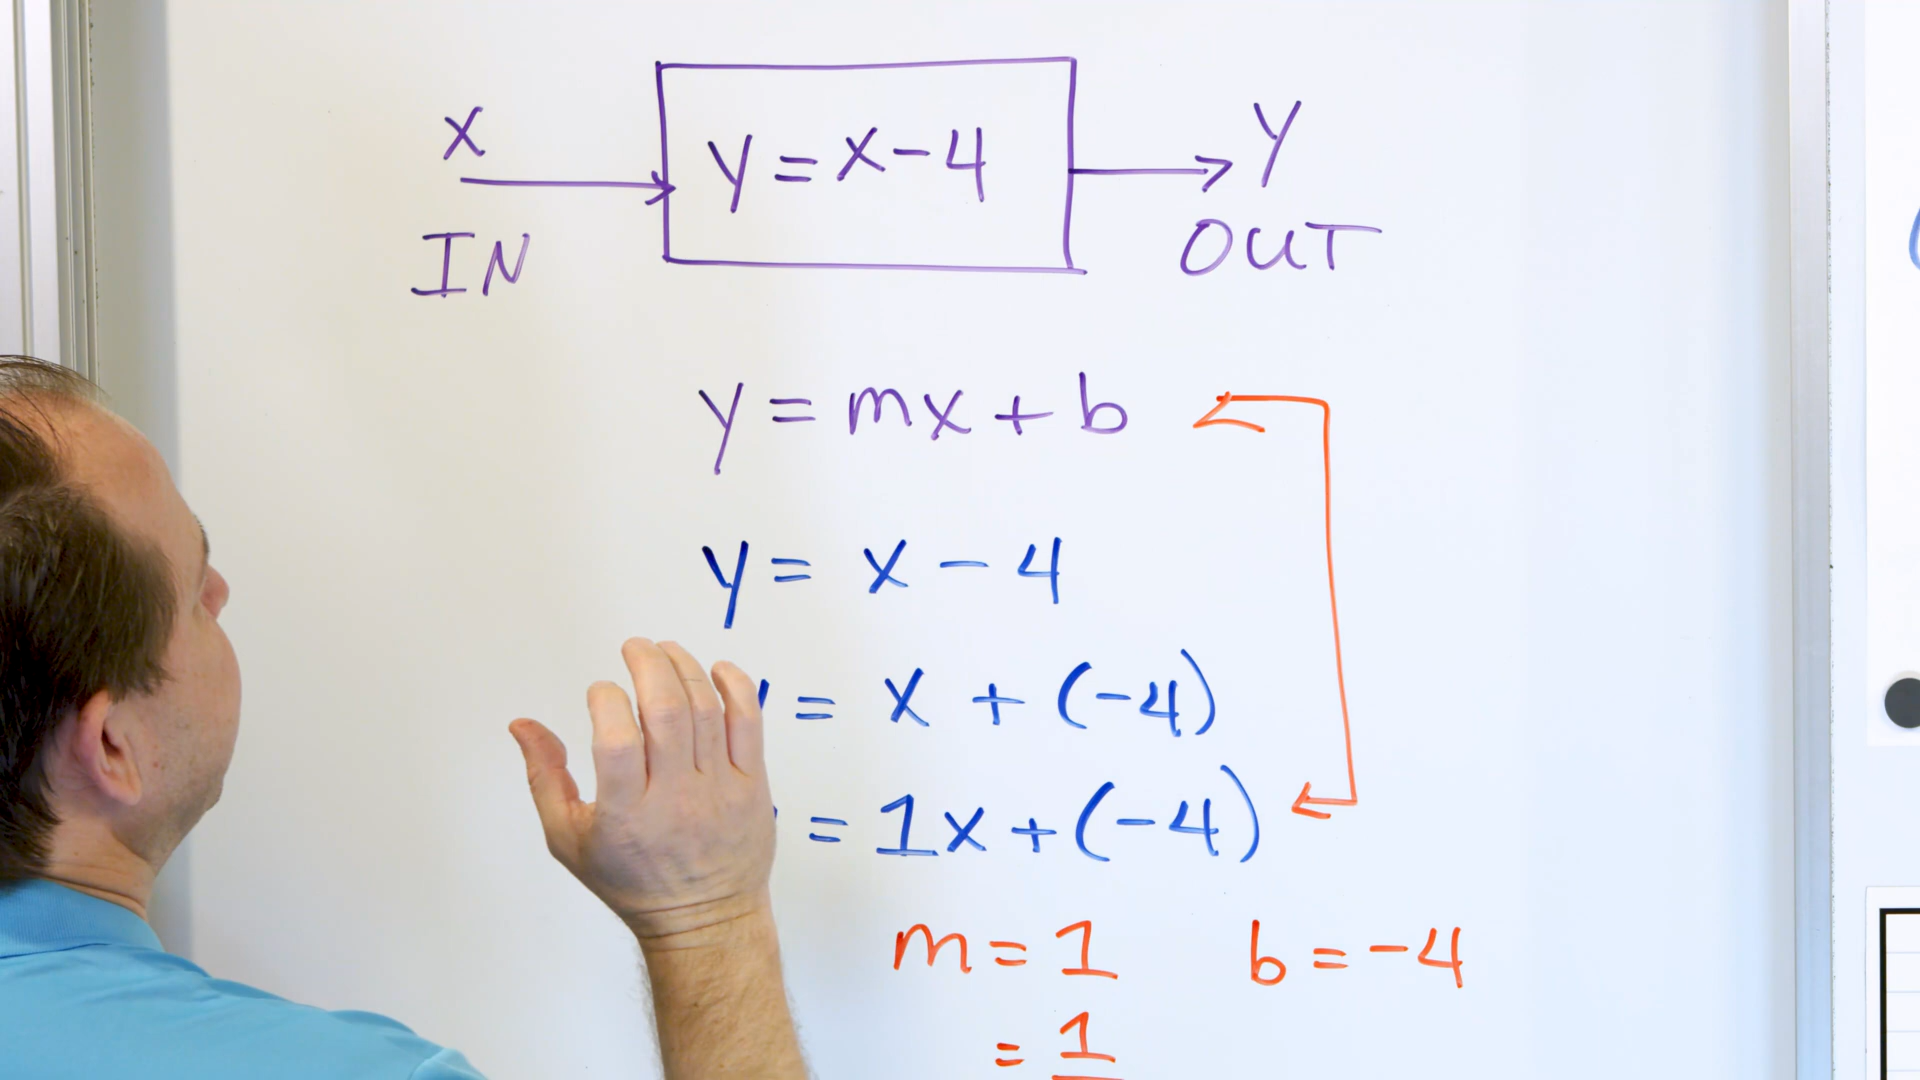 x y = x - 4 y
IN OUT
y = mx + b
y = x - 4
y = x + (-4)
= 1x + (-4)
m = 1 b = -4
= 1